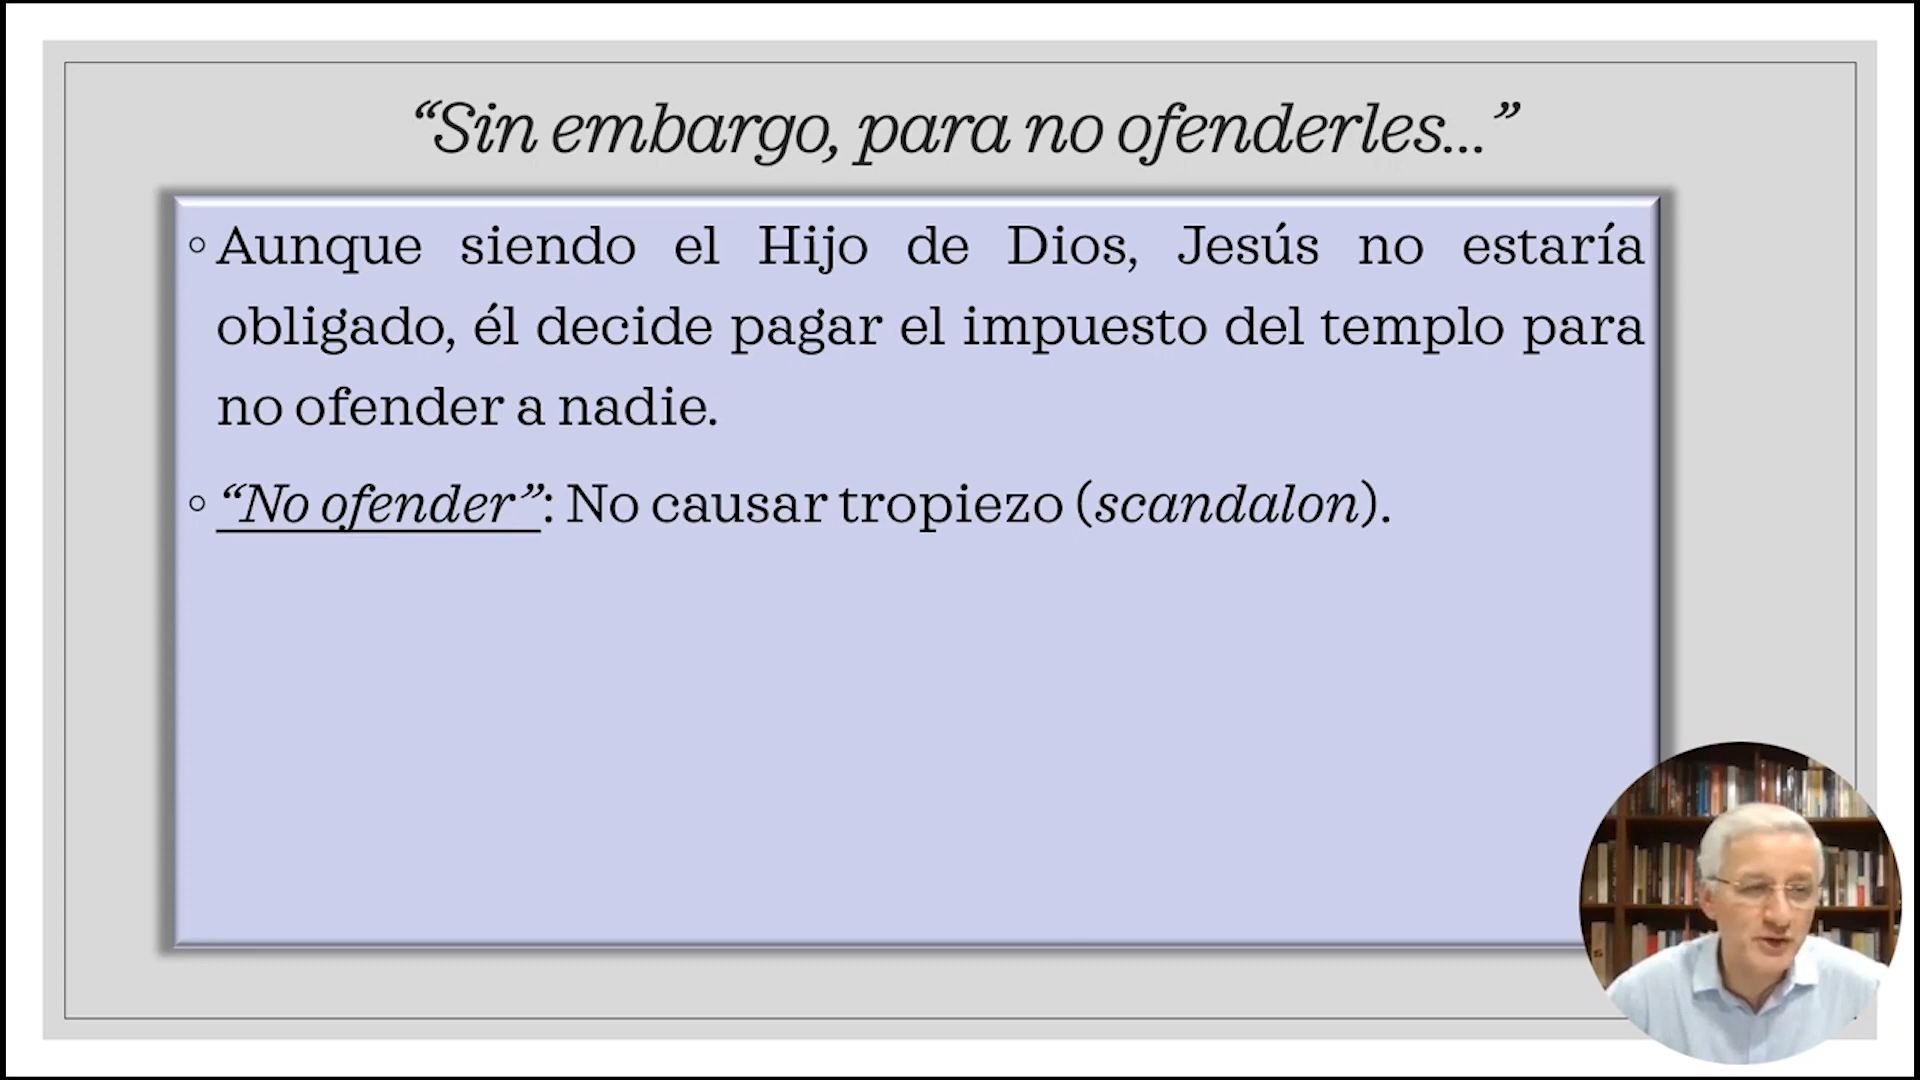 “Sin embargo, para no ofenderles...”
◦ Aunque siendo el Hijo de Dios, Jesús no estaría
obligado, él decide pagar el impuesto del templo para
no ofender a nadie.
◦ “No ofender”: No causar tropiezo (scandalon).